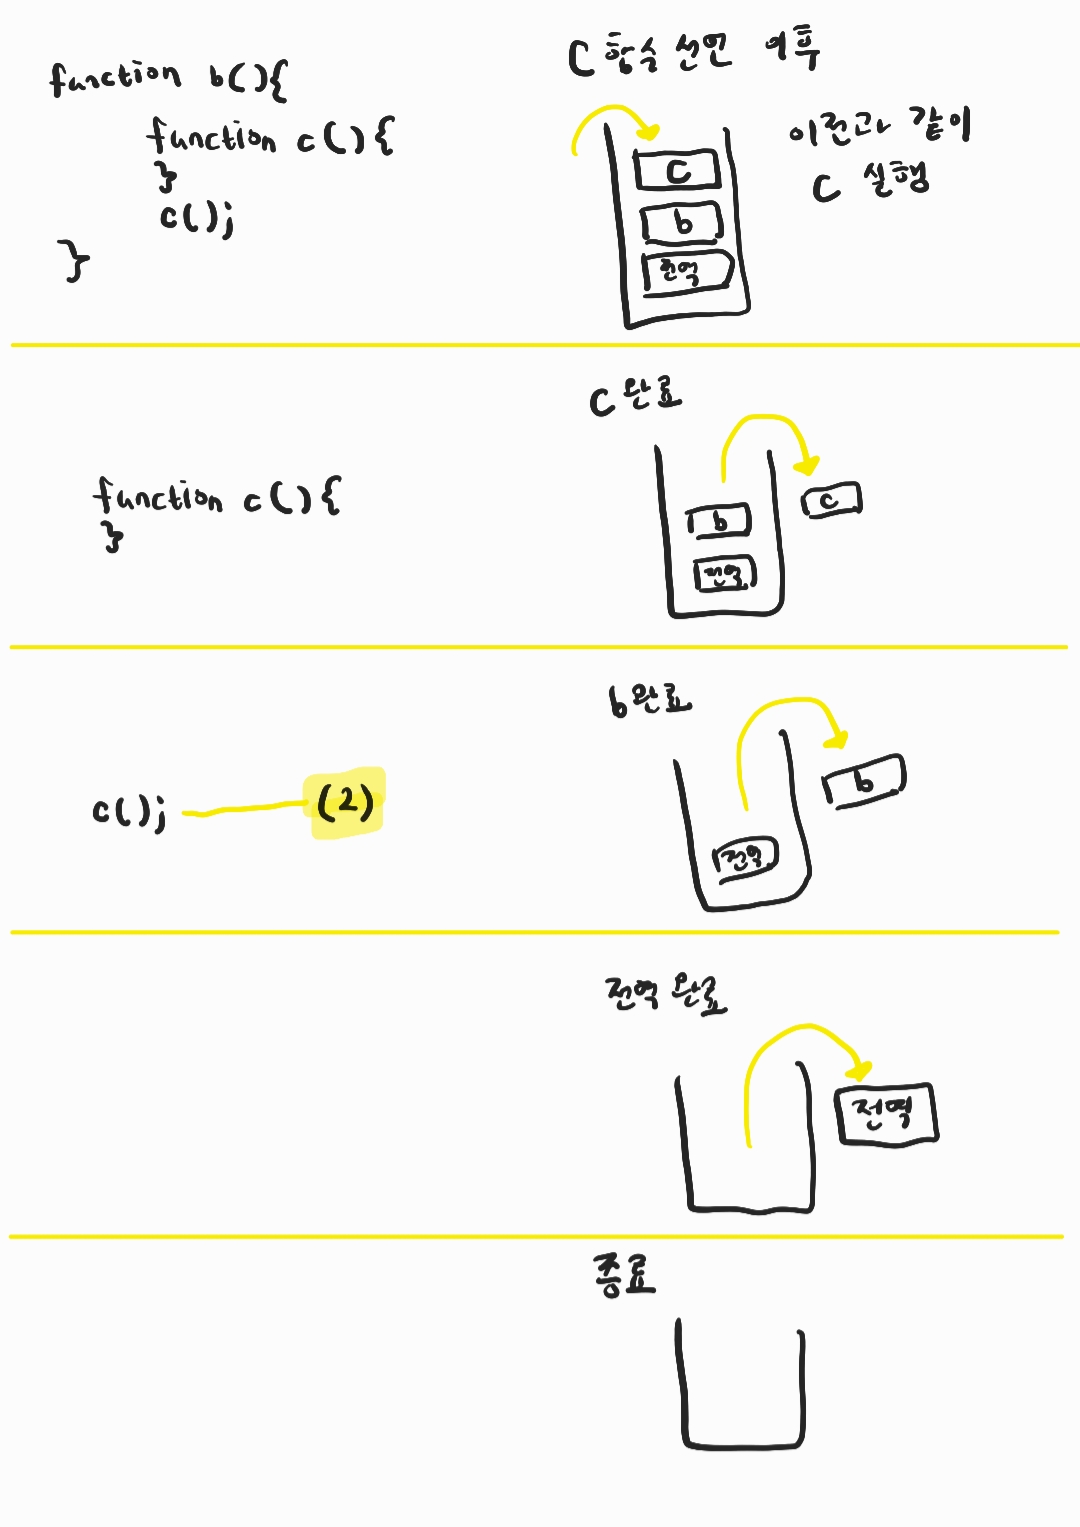 function b(){
function c(){
}
c();
}
C 함수 선언 이후
이전과 같이
C 실행
C
b
전역
function c(){
}
C 완료
b
전역
C
c();
(2)
b완료
b
전역
전역 완료
전역
종료